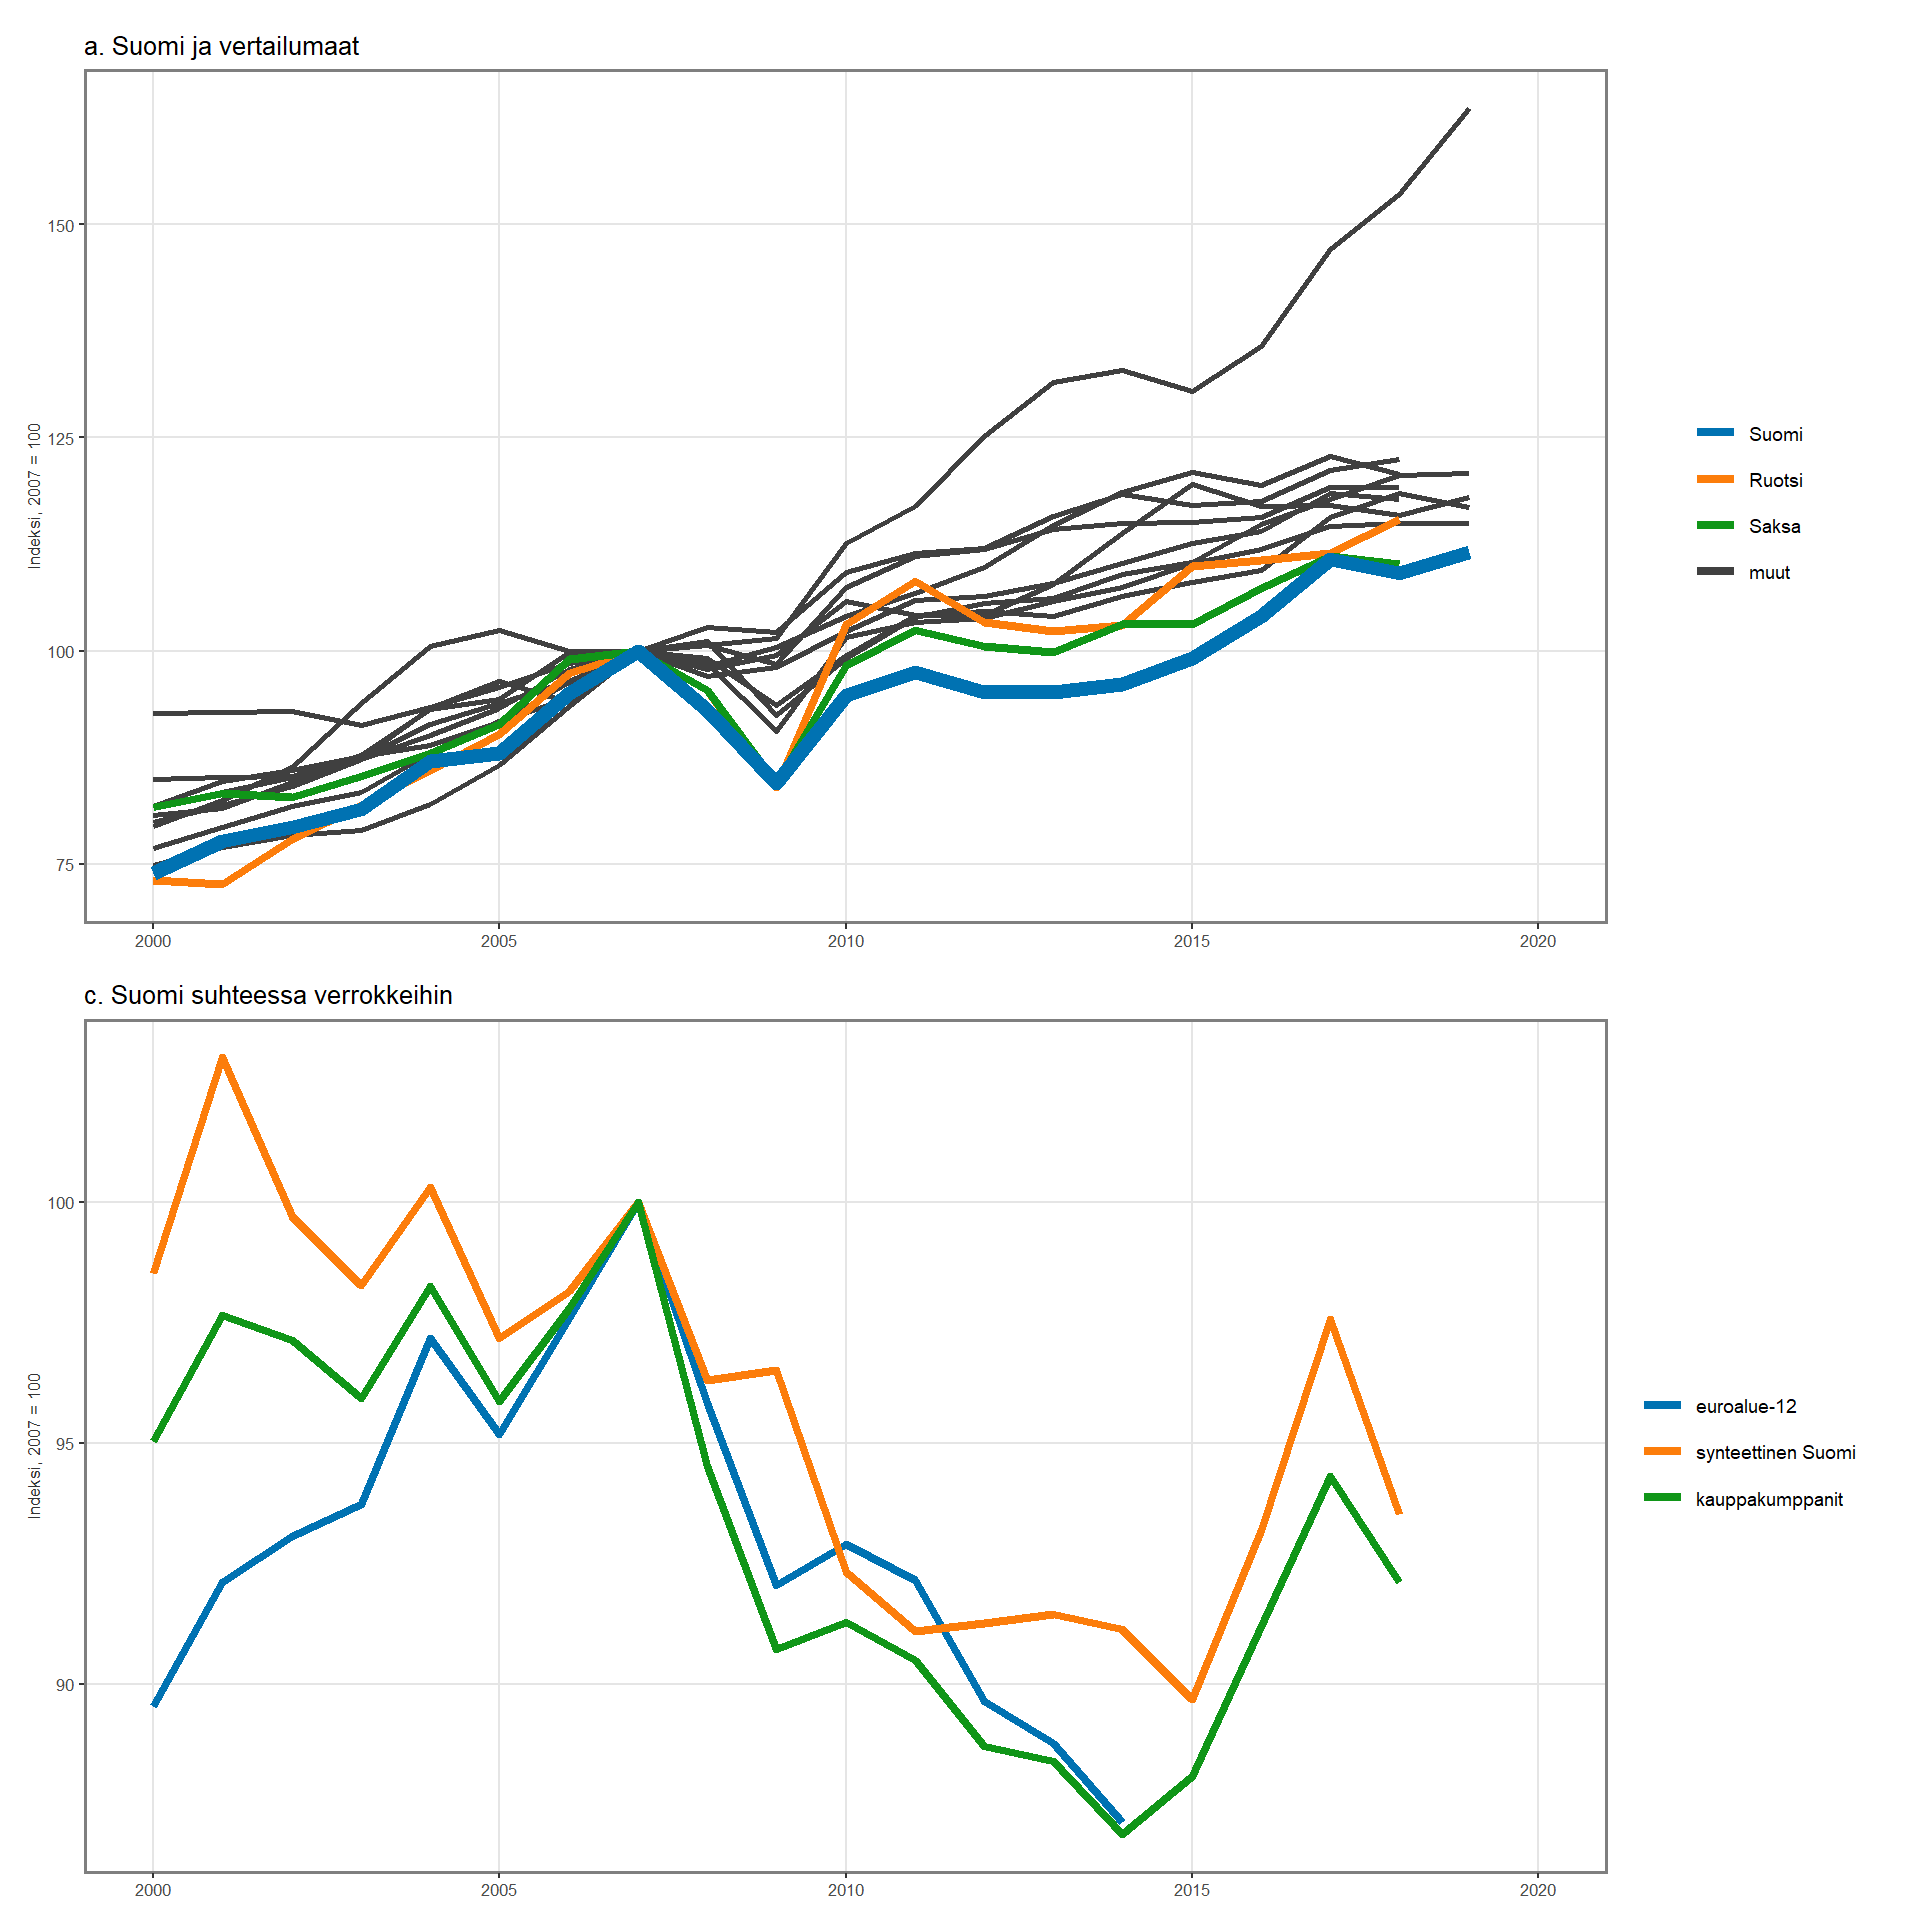 a. Suomi ja vertailumaat
Indeksi, 2007 = 100
150
125
100
75
2000 2005 2010 2015 2020
Suomi
Ruotsi
Saksa
muut
c. Suomi suhteessa verrokkeihin
Indeksi, 2007 = 100
100
95
90
2000 2005 2010 2015 2020
euroalue-12
synteettinen Suomi
kauppakumppanit